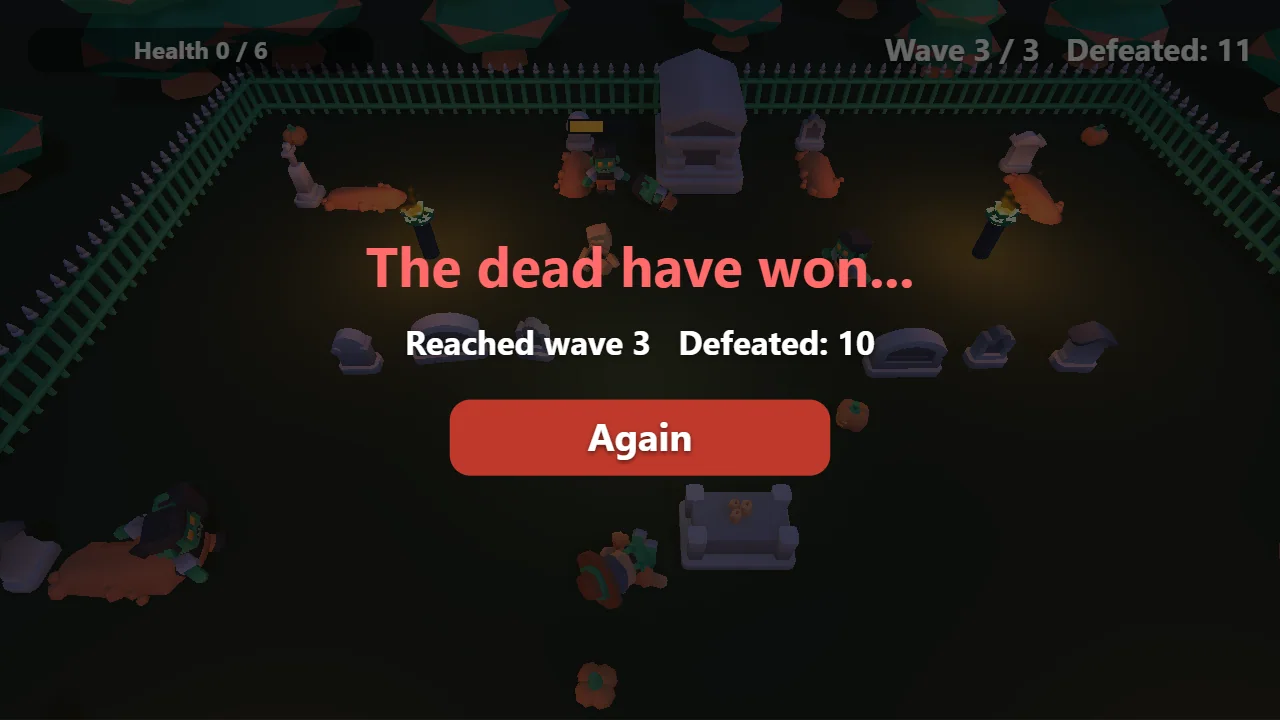 Health 0 / 6
Wave 3 / 3 Defeated: 11
The dead have won...
Reached wave 3 Defeated: 10
Again